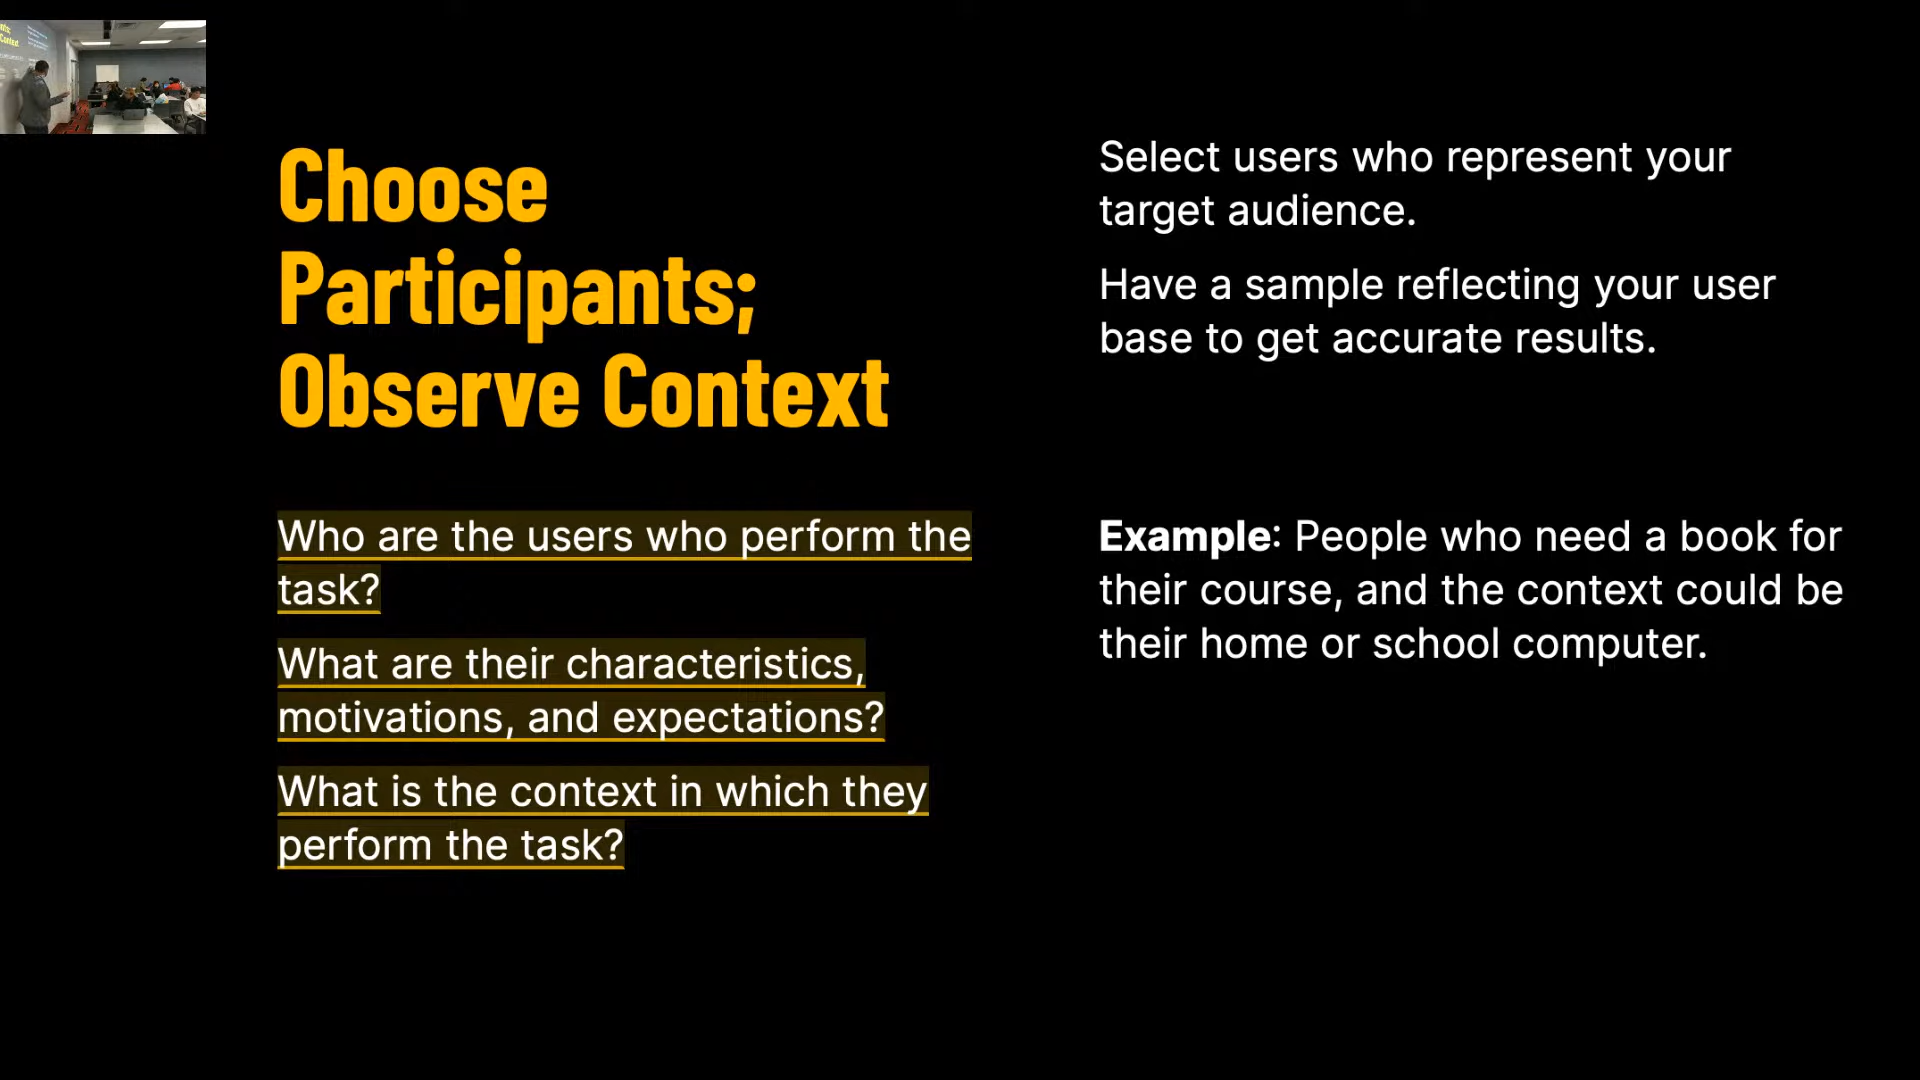 Choose
Participants;
Observe Context
Select users who represent your
target audience.
Have a sample reflecting your user
base to get accurate results.
Who are the users who perform the
task?
What are their characteristics,
motivations, and expectations?
What is the context in which they
perform the task?
Example: People who need a book for
their course, and the context could be
their home or school computer.